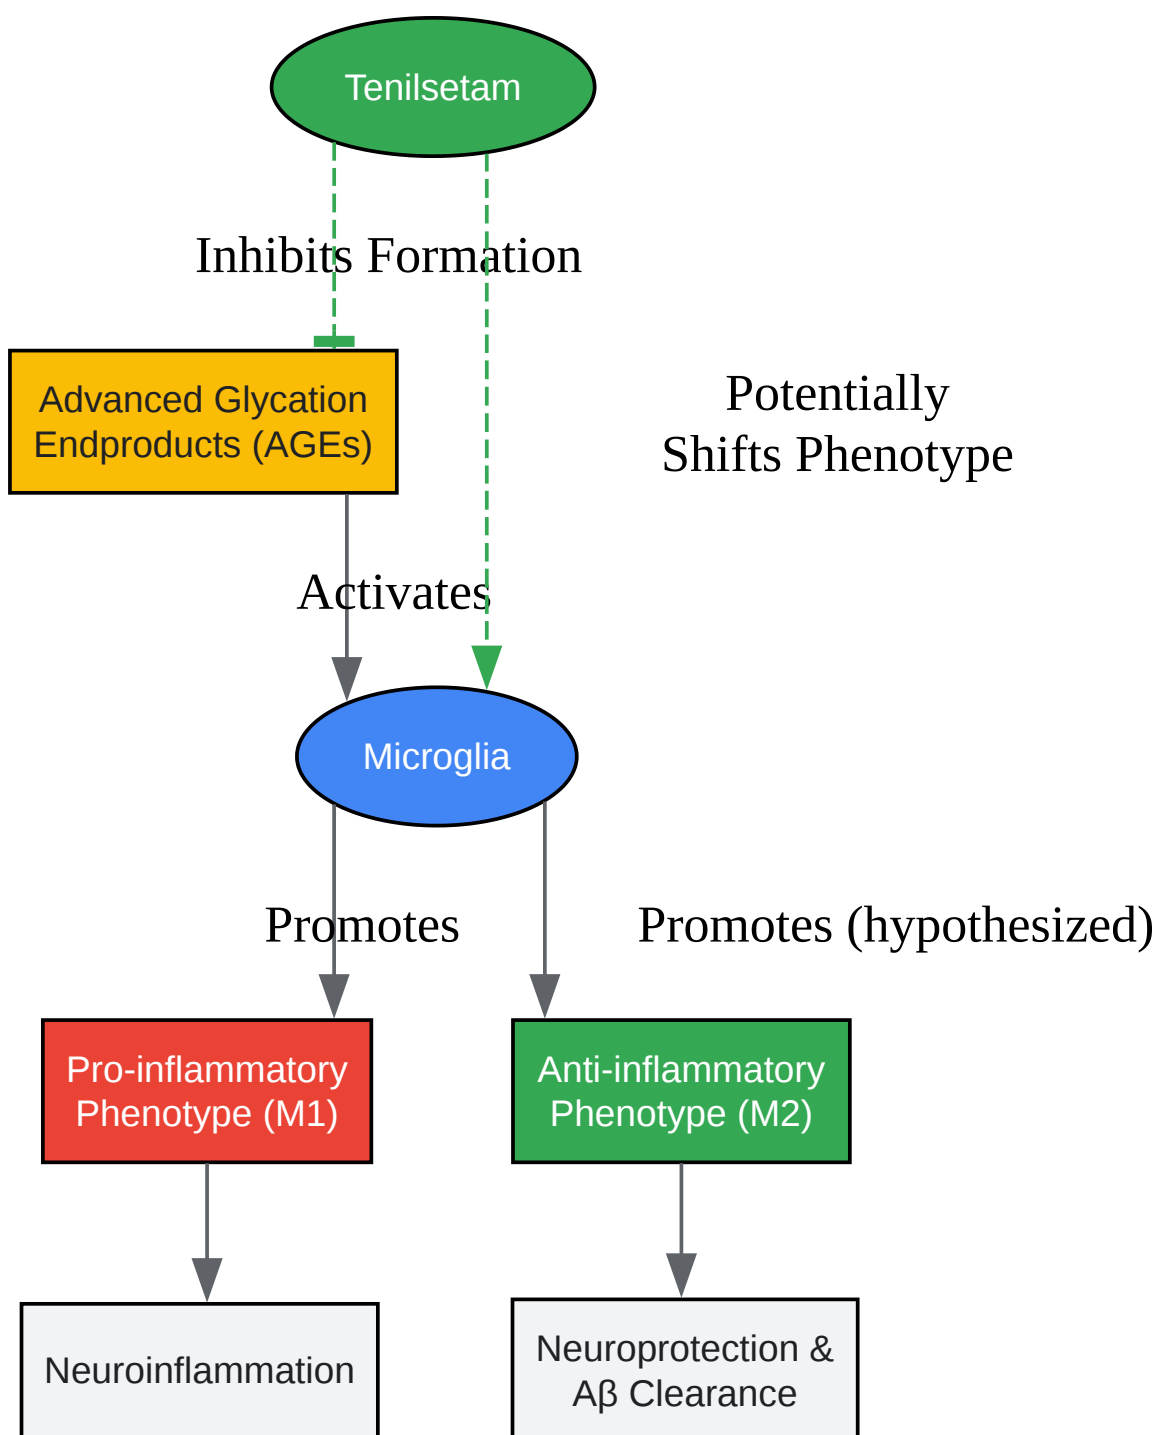 Tenilsetam
Inhibits Formation
Advanced Glycation
Endproducts (AGEs)
Potentially
Shifts Phenotype
Activates
Microglia
Promotes
Promotes (hypothesized)
Pro-inflammatory
Phenotype (M1)
Anti-inflammatory
Phenotype (M2)
Neuroinflammation
Neuroprotection &
Aβ Clearance